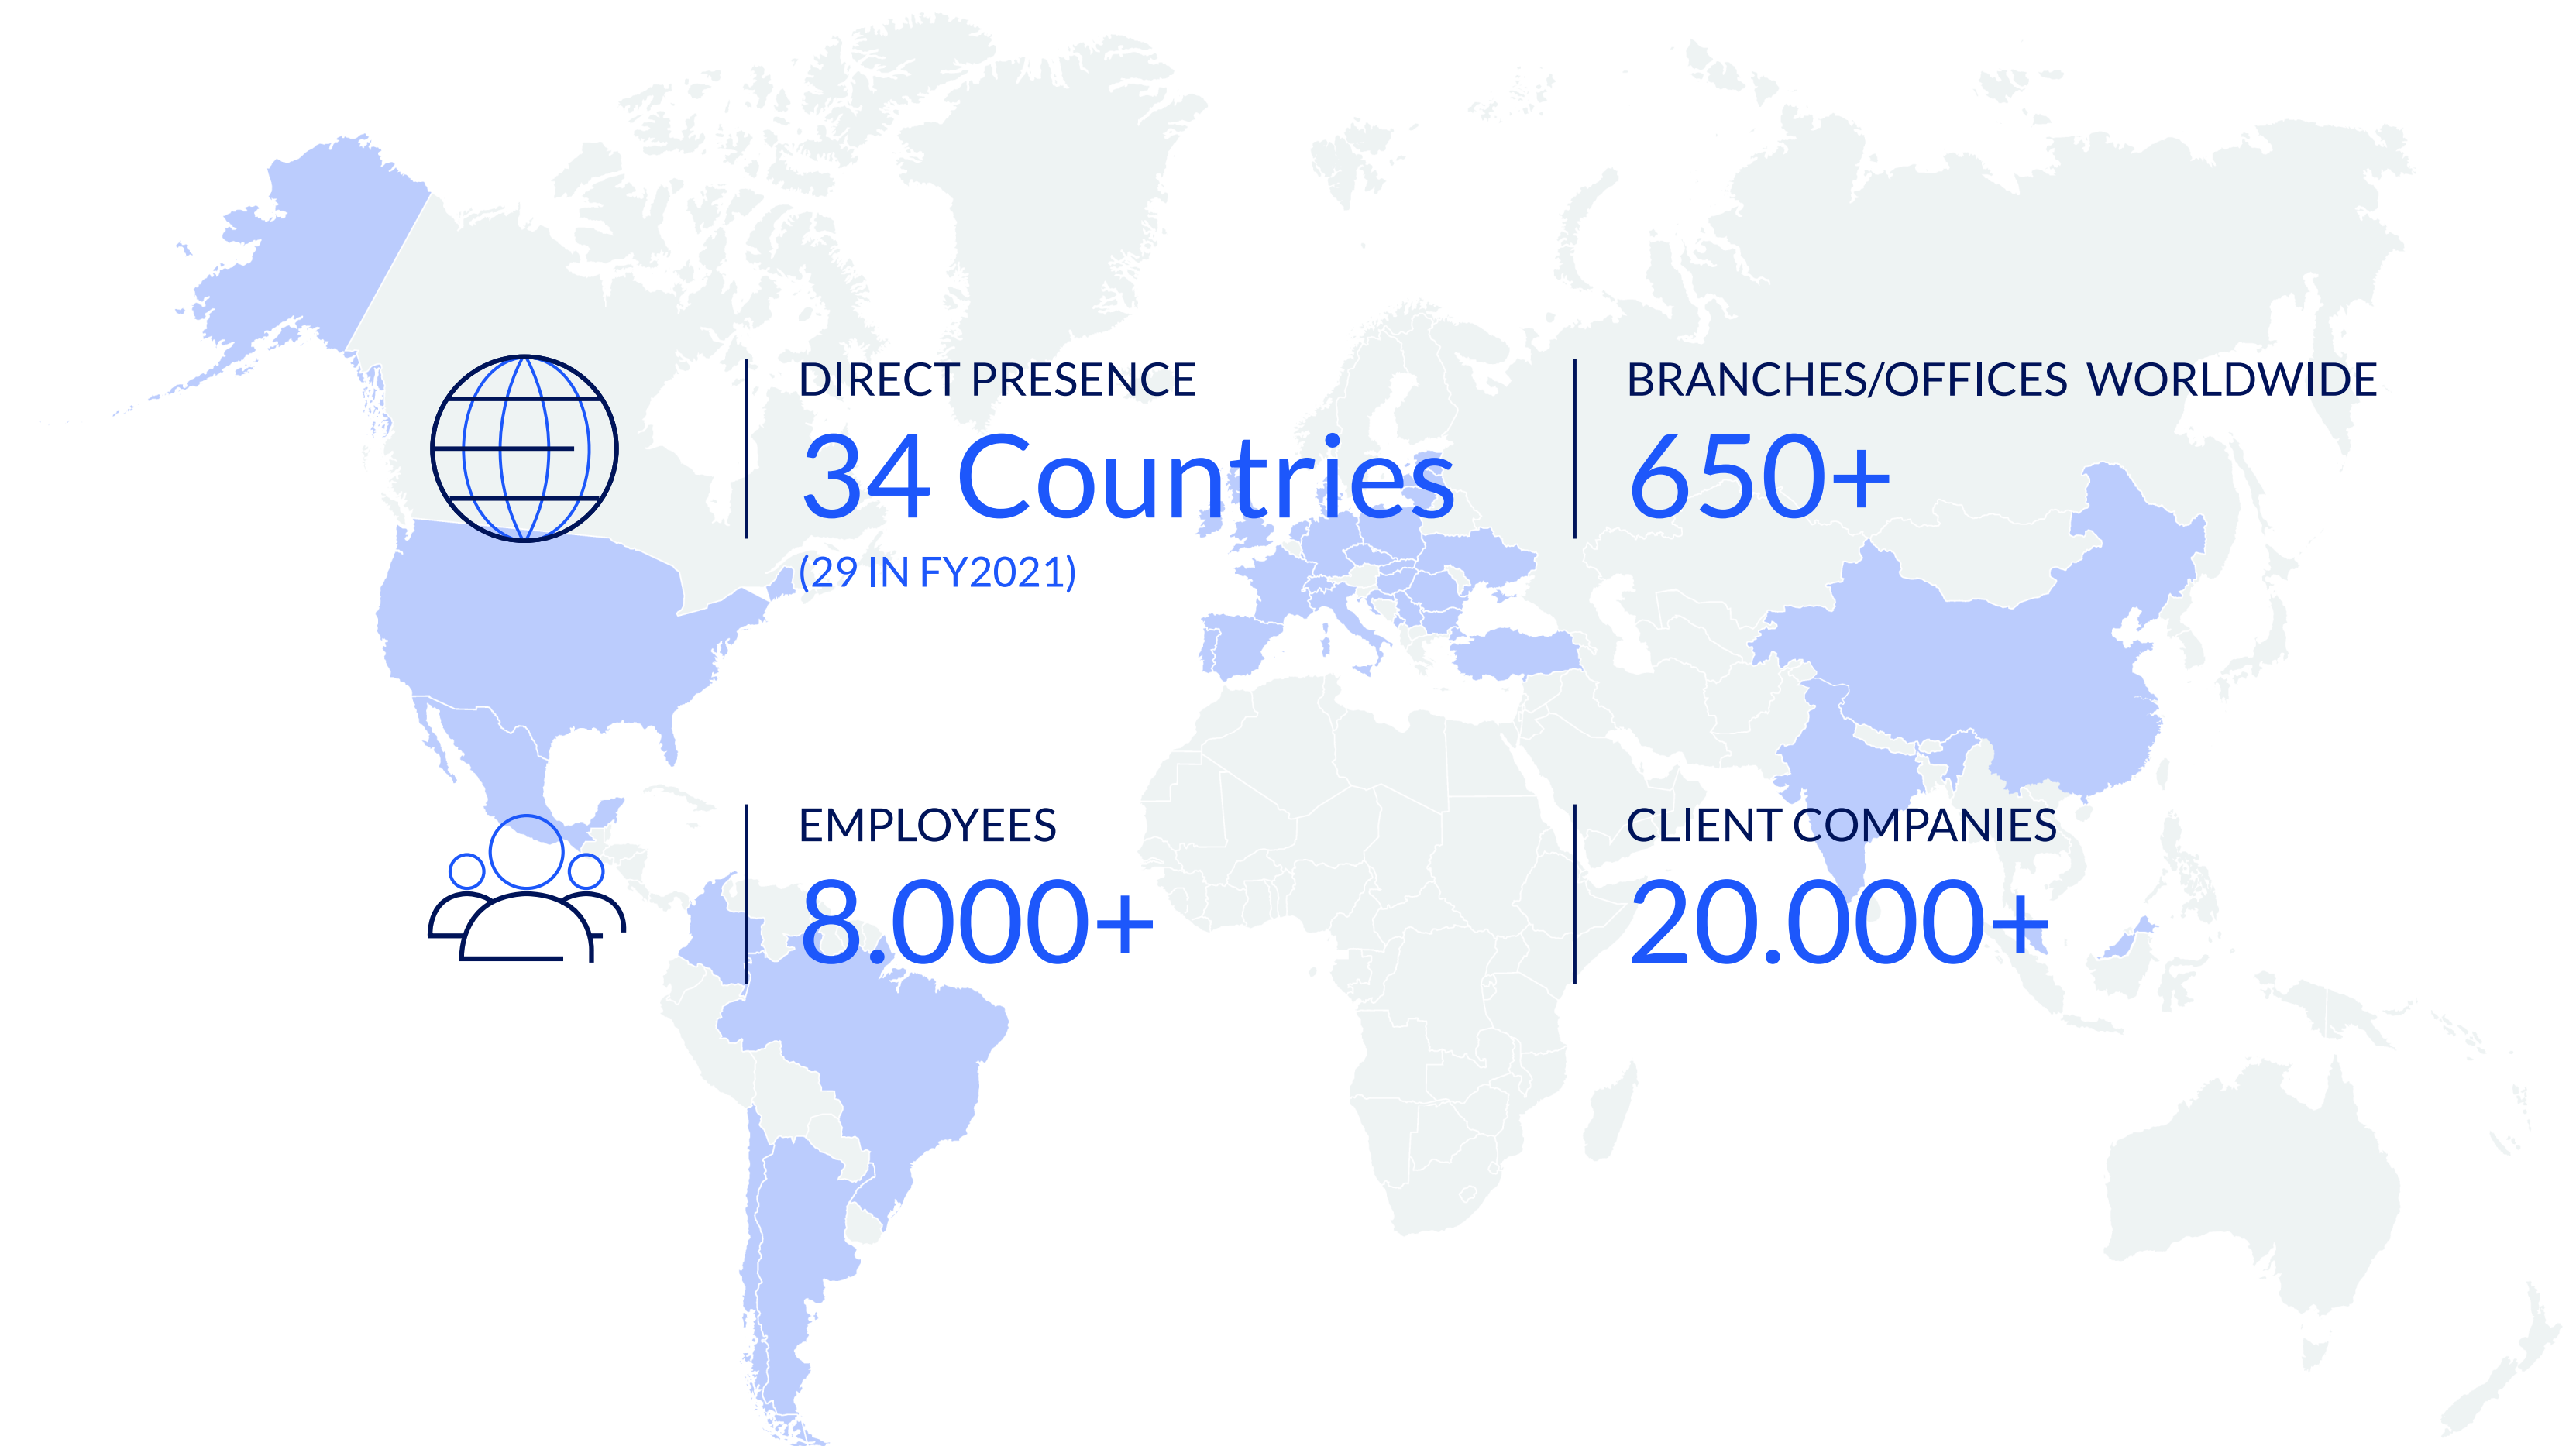 DIRECT PRESENCE
34 Countries
(29 IN FY2021)
BRANCHES/OFFICES WORLDWIDE
650+
EMPLOYEES
8.000+
CLIENT COMPANIES
20.000+